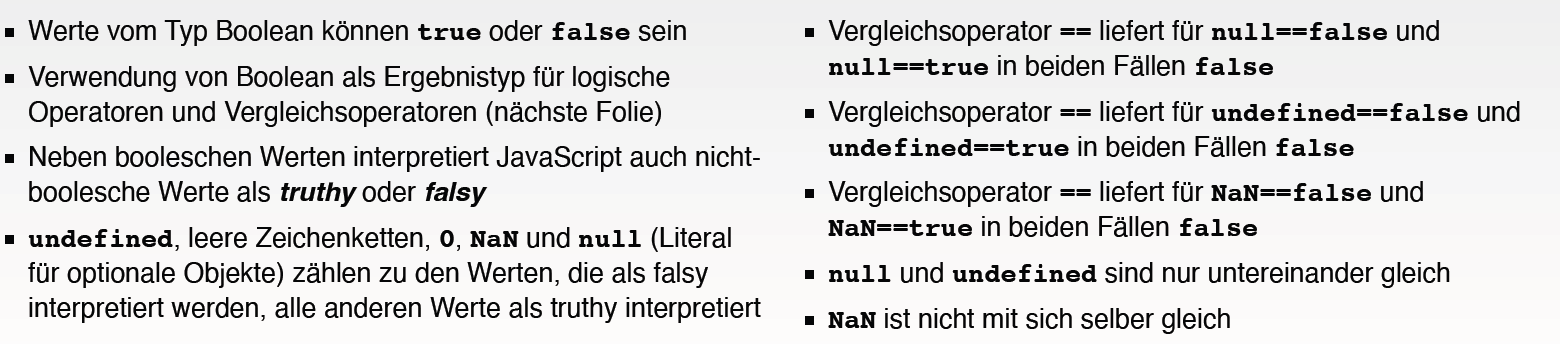 ▪ Werte vom Typ Boolean können true oder false sein
▪ Verwendung von Boolean als Ergebnistyp für logische
Operatoren und Vergleichsoperatoren (nächste Folie)
▪ Neben booleschen Werten interpretiert JavaScript auch nicht-
boolesche Werte als truthy oder falsy
▪ undefined, leere Zeichenketten, 0, NaN und null (Literal
für optionale Objekte) zählen zu den Werten, die als falsy
interpretiert werden, alle anderen Werte als truthy interpretiert
▪ Vergleichsoperator == liefert für null==false und
null==true in beiden Fällen false
▪ Vergleichsoperator == liefert für undefined==false und
undefined==true in beiden Fällen false
▪ Vergleichsoperator == liefert für NaN==false und
NaN==true in beiden Fällen false
▪ null und undefined sind nur untereinander gleich
▪ NaN ist nicht mit sich selber gleich